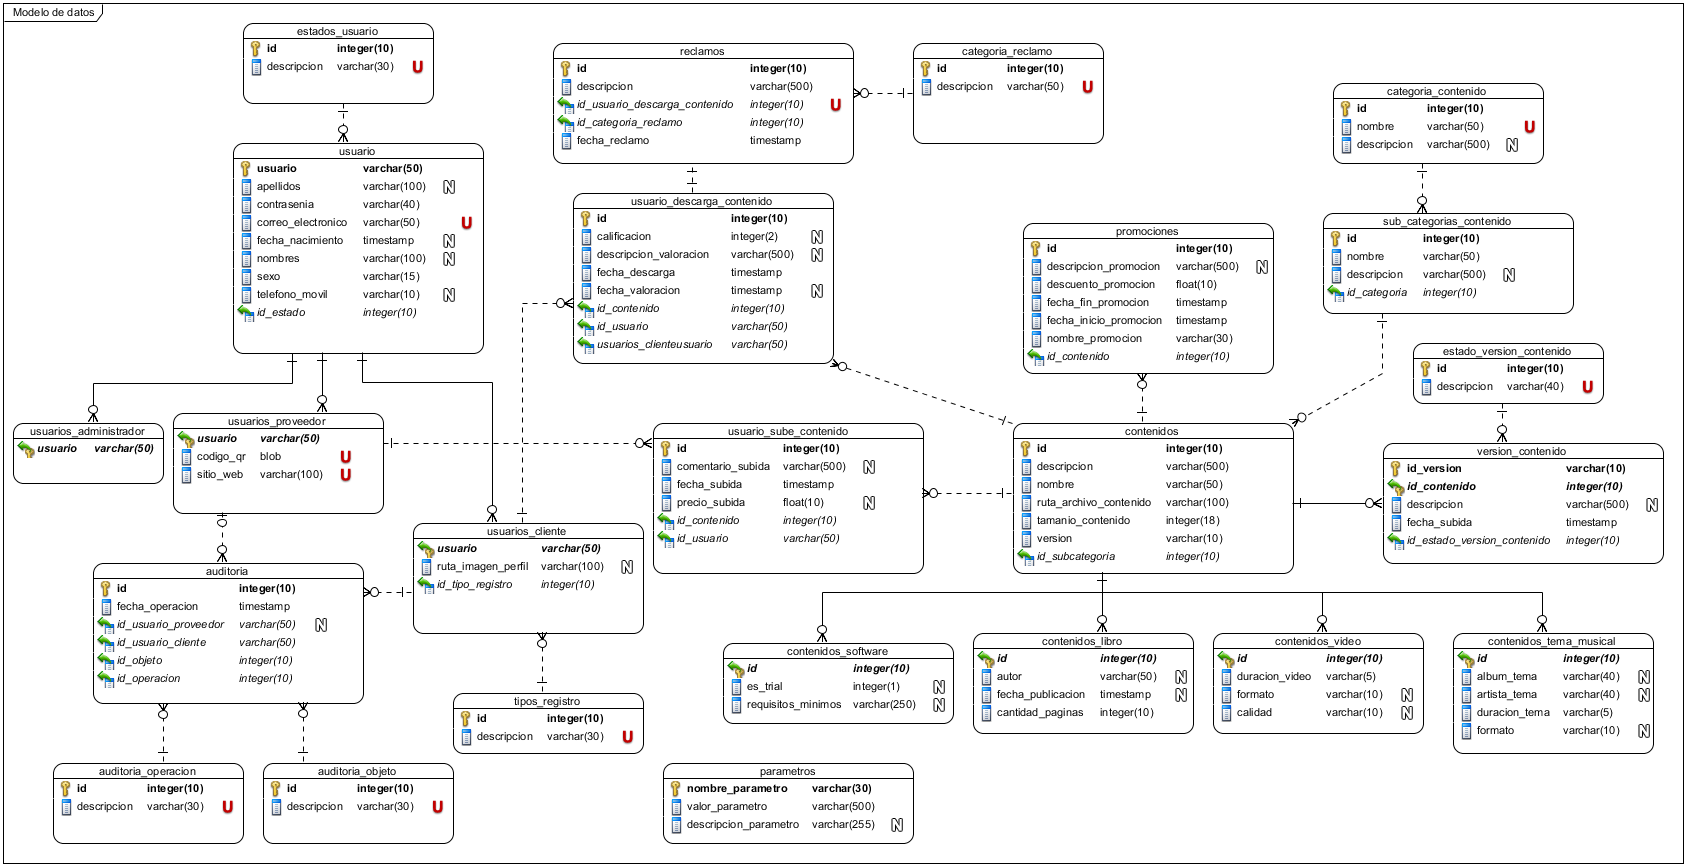 Modelo de datos
estados_usuario
id integer(10)
descripcion varchar(30) U
usuario
usuario varchar(50)
apellidos varchar(100) N
contrasenia varchar(40)
correo_electronico varchar(50) U
fecha_nacimiento timestamp N
nombres varchar(100) N
sexo varchar(15)
telefono_movil varchar(10) N
id_estado integer(10)
reclamos
id integer(10)
descripcion varchar(500)
id_usuario_descarga_contenido integer(10) U
id_categoria_reclamo integer(10)
fecha_reclamo timestamp
categoria_reclamo
id integer(10)
descripcion varchar(50) U
categoria_contenido
id integer(10)
nombre varchar(50) U
descripcion varchar(500) N
usuario_descarga_contenido
id integer(10)
calificacion integer(2) N
descripcion_valoracion varchar(500) N
fecha_descarga timestamp
fecha_valoracion timestamp N
id_contenido integer(10)
id_usuario varchar(50)
usuarios_clienteusuario varchar(50)
promociones
id integer(10)
descripcion_promocion varchar(500) N
descuento_promocion float(10)
fecha_fin_promocion timestamp
fecha_inicio_promocion timestamp
nombre_promocion varchar(30)
id_contenido integer(10)
sub_categorias_contenido
id integer(10)
nombre varchar(50)
descripcion varchar(500) N
id_categoria integer(10)
estado_version_contenido
id integer(10)
descripcion varchar(40) U
usuarios_administrador
usuario varchar(50)
usuarios_proveedor
usuario varchar(50)
codigo_qr blob U
sitio_web varchar(100) U
usuario_sube_contenido
id integer(10)
comentario_subida varchar(500) N
fecha_subida timestamp
precio_subida float(10) N
id_contenido integer(10)
id_usuario varchar(50)
contenidos
id integer(10)
descripcion varchar(500)
nombre varchar(50)
ruta_archivo_contenido varchar(100)
tamanio_contenido integer(18)
version varchar(10)
id_subcategoria integer(10)
version_contenido
id_version varchar(10)
id_contenido integer(10)
descripcion varchar(500) N
fecha_subida timestamp
id_estado_version_contenido integer(10)
usuarios_cliente
usuario varchar(50)
ruta_imagen_perfil varchar(100) N
id_tipo_registro integer(10)
auditoria
id integer(10)
fecha_operacion timestamp
id_usuario_proveedor varchar(50) N
id_usuario_cliente varchar(50)
id_objeto integer(10)
id_operacion integer(10)
contenidos_software
id integer(10)
es_trial integer(1) N
requisitos_minimos varchar(250) N
contenidos_libro
id integer(10)
autor varchar(50) N
fecha_publicacion timestamp N
cantidad_paginas integer(10)
contenidos_video
id integer(10)
duracion_video varchar(5)
formato varchar(10) N
calidad varchar(10) N
contenidos_tema_musical
id integer(10)
album_tema varchar(40) N
artista_tema varchar(40) N
duracion_tema varchar(5)
formato varchar(10) N
tipos_registro
id integer(10)
descripcion varchar(30) U
auditoria_operacion
id integer(10)
descripcion varchar(30) U
auditoria_objeto
id integer(10)
descripcion varchar(30) U
parametros
nombre_parametro varchar(30)
valor_parametro varchar(500)
descripcion_parametro varchar(255) N